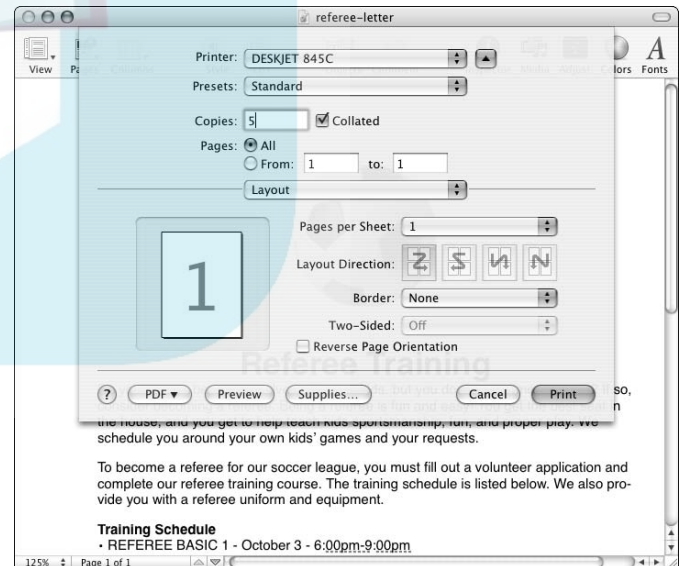 referee-letter
View
Colors Fonts
Printer: DESKJET 845C
Presets: Standard
Copies: 5 Collated
Pages: All
From: 1 to: 1
Layout
1
Pages per Sheet: 1
Layout Direction:
Border: None
Two-Sided: Off
Reverse Page Orientation
Referee Training
? PDF Preview Supplies... Cancel Print
so,
n
the house, and you get to help teach kids sportsmanship, fun, and proper play. We
schedule you around your own kids' games and your requests.
To become a referee for our soccer league, you must fill out a volunteer application and
complete our referee training course. The training schedule is listed below. We also pro-
vide you with a referee uniform and equipment.
Training Schedule
• REFEREE BASIC 1 - October 3 - 6:00pm-9:00pm
125% Page 1 of 1